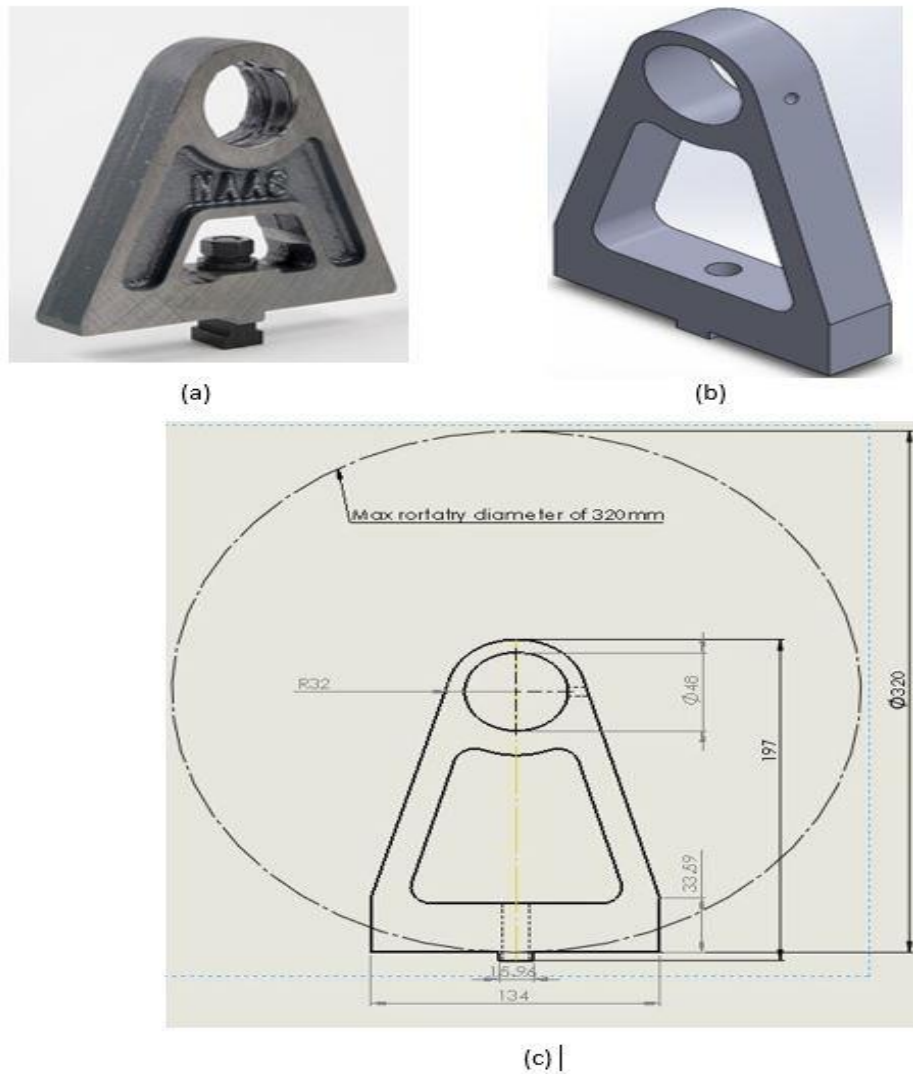 NAAC
(a)
(b)
Max rortatry diameter of 320mm
R32
Ø48
197
Ø320
33.59
15.96
134
(c)